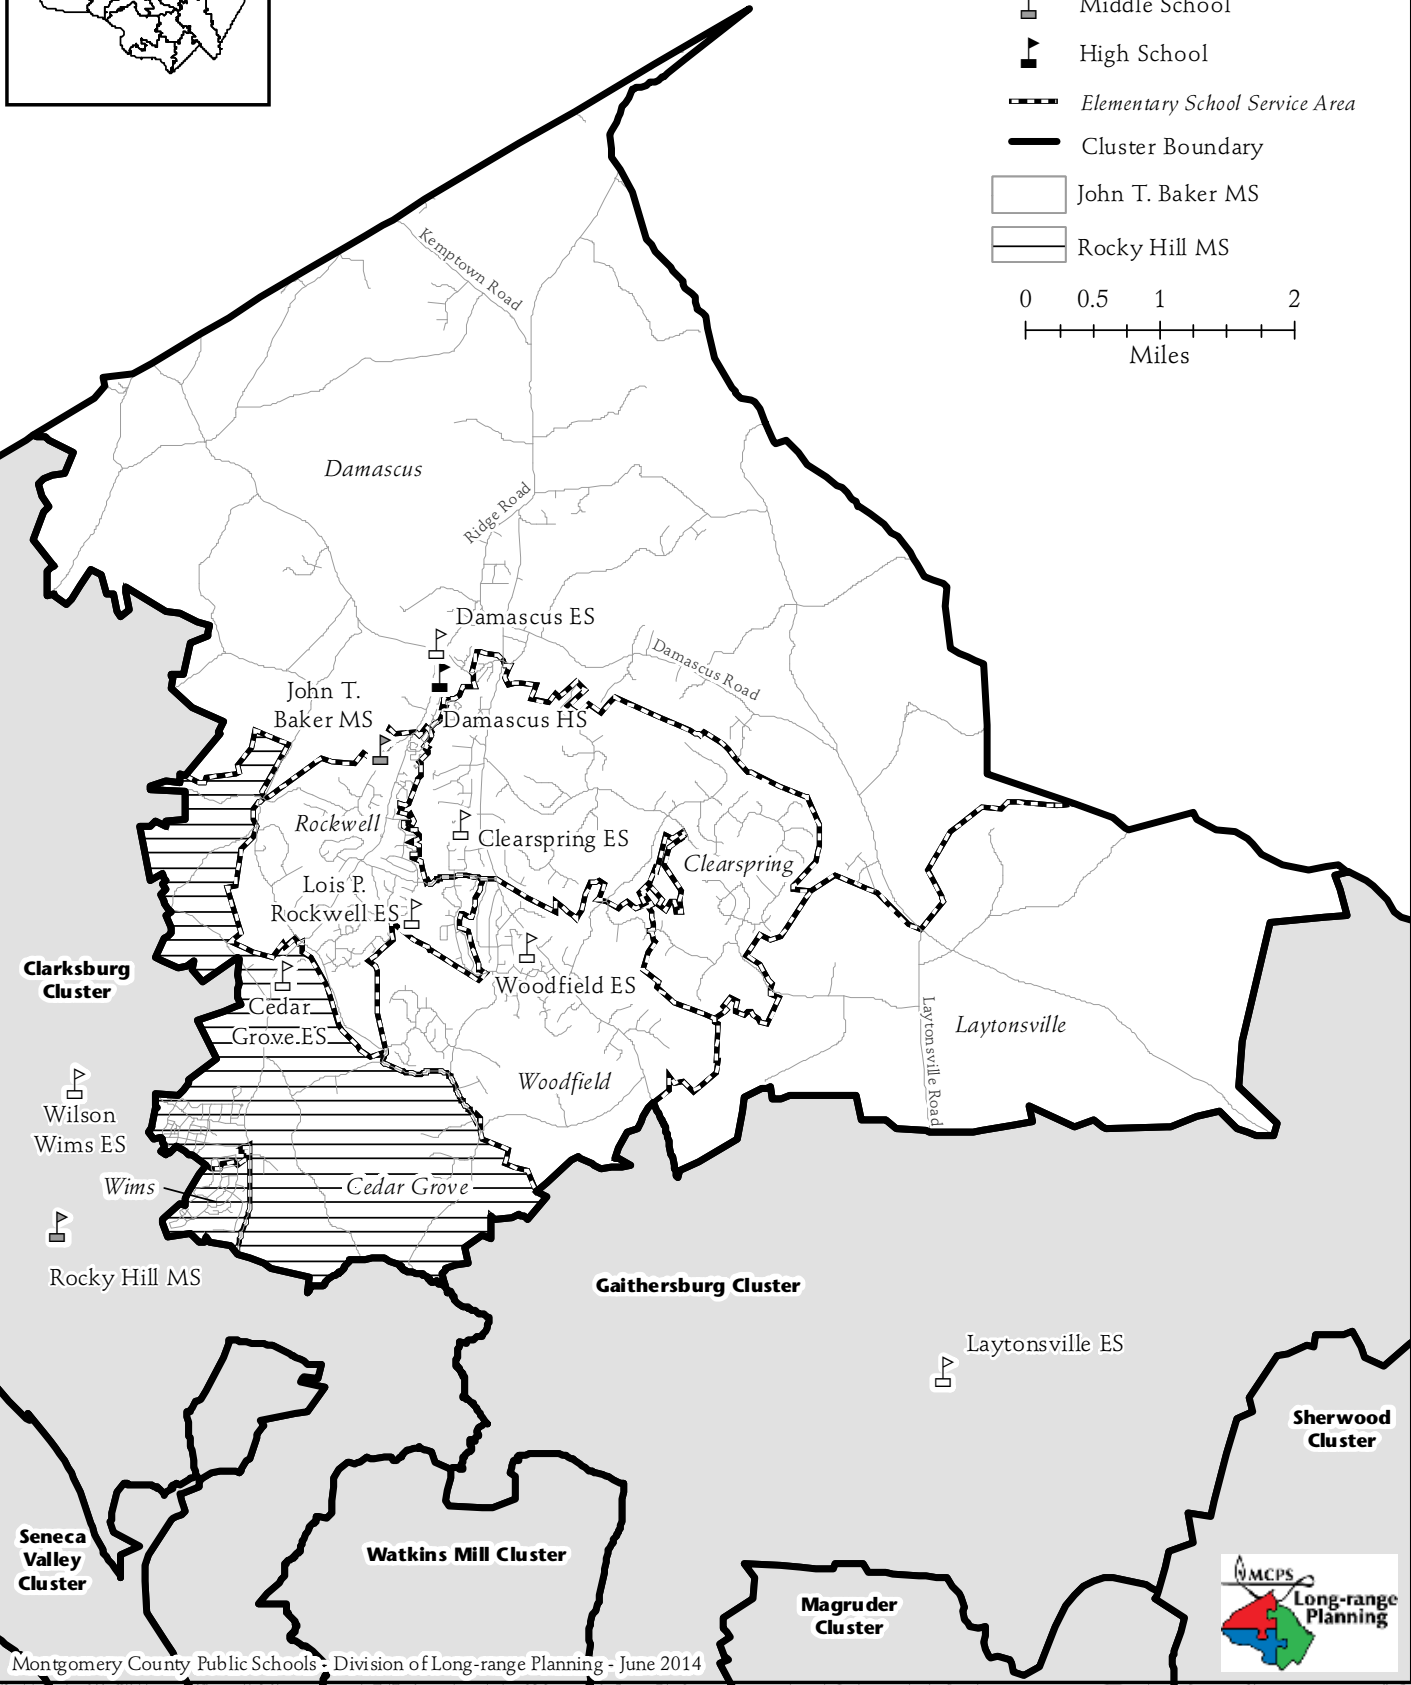 Middle School
High School
Elementary School Service Area
Cluster Boundary
John T. Baker MS
Rocky Hill MS
0 0.5 1 2
Miles
Kemptown Road
Damascus
Ridge Road
Damascus ES
Damascus Road
John T.
Baker MS
Damascus HS
Rockwell
Clearspring ES
Clearspring
Lois P.
Rockwell ES
Clarksburg
Cluster
Woodfield ES
Cedar
Grove ES
Laytonsville
Laytonsville Road
Woodfield
Wilson
Wims ES
Wims
Cedar Grove
Rocky Hill MS
Gaithersburg Cluster
Laytonsville ES
Sherwood
Cluster
Seneca
Valley
Cluster
Watkins Mill Cluster
Magruder
Cluster
MCPS
Long-range
Planning
Montgomery County Public Schools - Division of Long-range Planning - June 2014